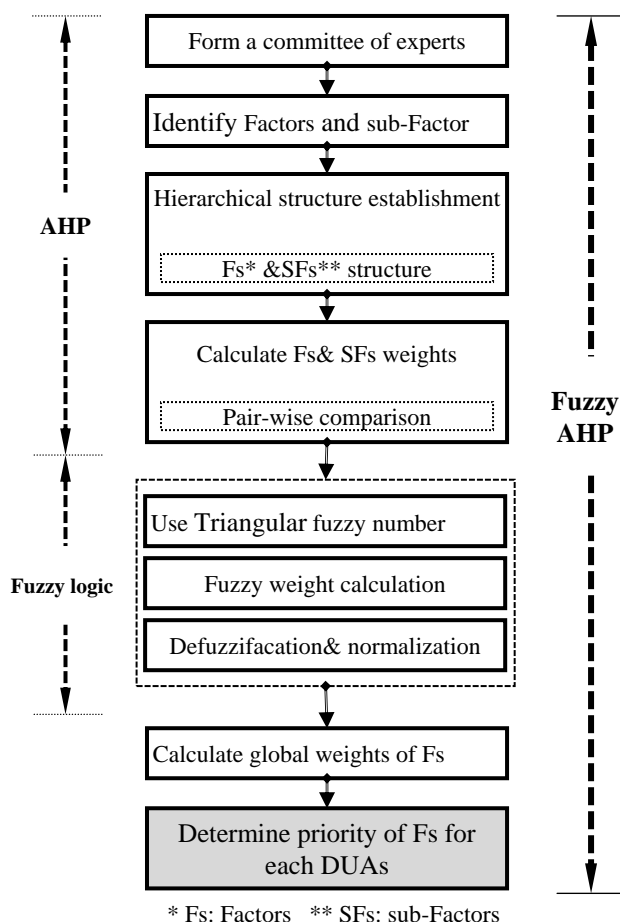 Form a committee of experts
Identify Factors and sub-Factor
Hierarchical structure establishment
Fs* &SFs** structure
AHP
Calculate Fs& SFs weights
Pair-wise comparison
Fuzzy
AHP
Use Triangular fuzzy number
Fuzzy weight calculation
Fuzzy logic
Defuzzifacation& normalization
Calculate global weights of Fs
Determine priority of Fs for
each DUAs
* Fs: Factors ** SFs: sub-Factors